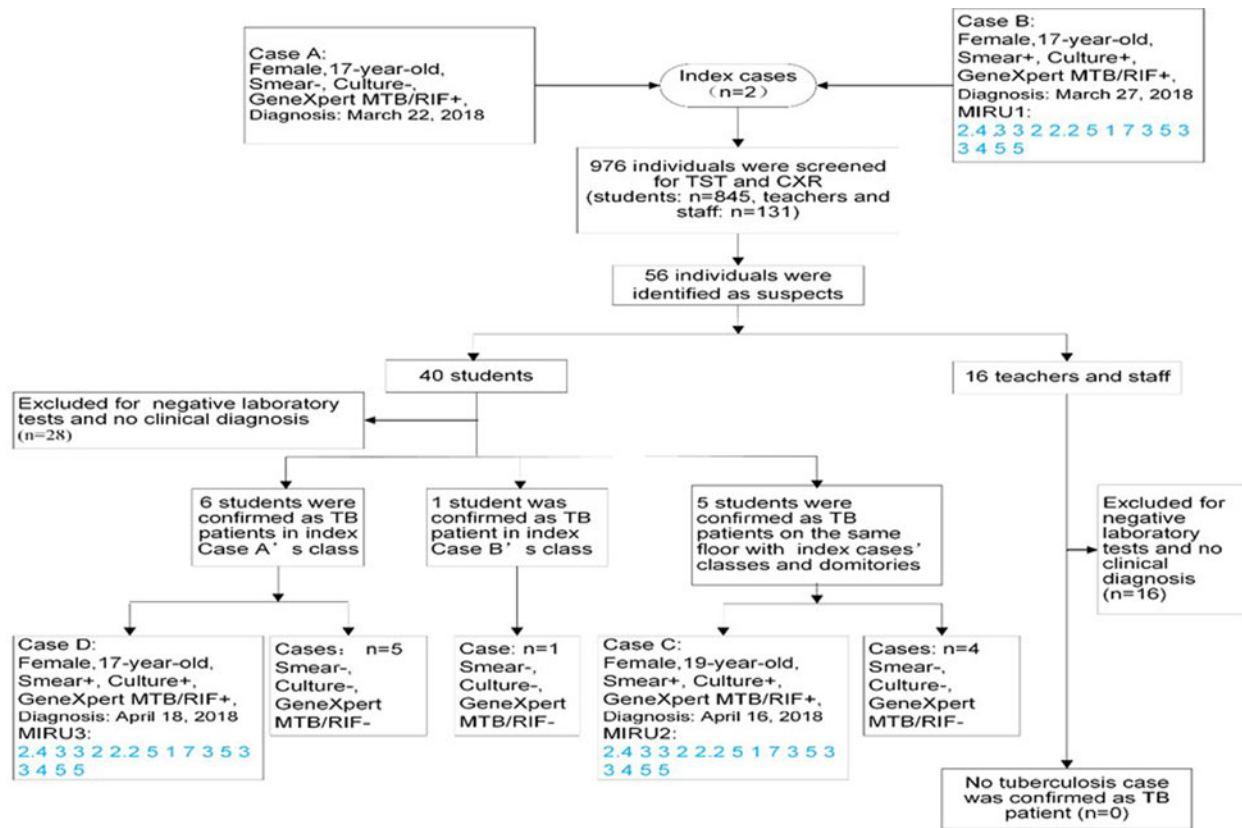 Case A:
Female,17-year-old,
Smear-, Culture-,
GeneXpert MTB/RIF+,
Diagnosis: March 22, 2018
Index cases
(n=2)
Case B:
Female, 17-year-old,
Smear+, Culture+,
GeneXpert MTB/RIF+,
Diagnosis: March 27, 2018
MIRU1:
2.4 3 3 2 2.2 5 1 7 3 5 3
3 4 5 5
976 individuals were screened
for TST and CXR
(students: n=845, teachers and
staff: n=131)
56 individuals were
identified as suspects
40 students
16 teachers and staff
Excluded for negative laboratory
tests and no clinical diagnosis
(n=28)
6 students were
confirmed as TB
patients in index
Case A's class
1 student was
confirmed as TB
patient in index
Case B's class
5 students were
confirmed as TB
patients on the same
floor with index cases'
classes and domitories
Excluded for
negative
laboratory
tests and no
clinical
diagnosis
(n=16)
Case D:
Female,17-year-old,
Smear+, Culture+,
GeneXpert MTB/RIF+,
Diagnosis: April 18, 2018
MIRU3:
2.4 3 3 2 2.2 5 1 7 3 5 3
3 4 5 5
Cases: n=5
Smear-,
Culture-,
GeneXpert
MTB/RIF-
Case: n=1
Smear-,
Culture-,
GeneXpert
MTB/RIF-
Case C:
Female,19-year-old,
Smear+, Culture+,
GeneXpert MTB/RIF+,
Diagnosis: April 16, 2018
MIRU2:
2.4 3 3 2 2.2 5 1 7 3 5 3
3 4 5 5
Cases: n=4
Smear-,
Culture-,
GeneXpert
MTB/RIF-
No tuberculosis case
was confirmed as TB
patient (n=0)